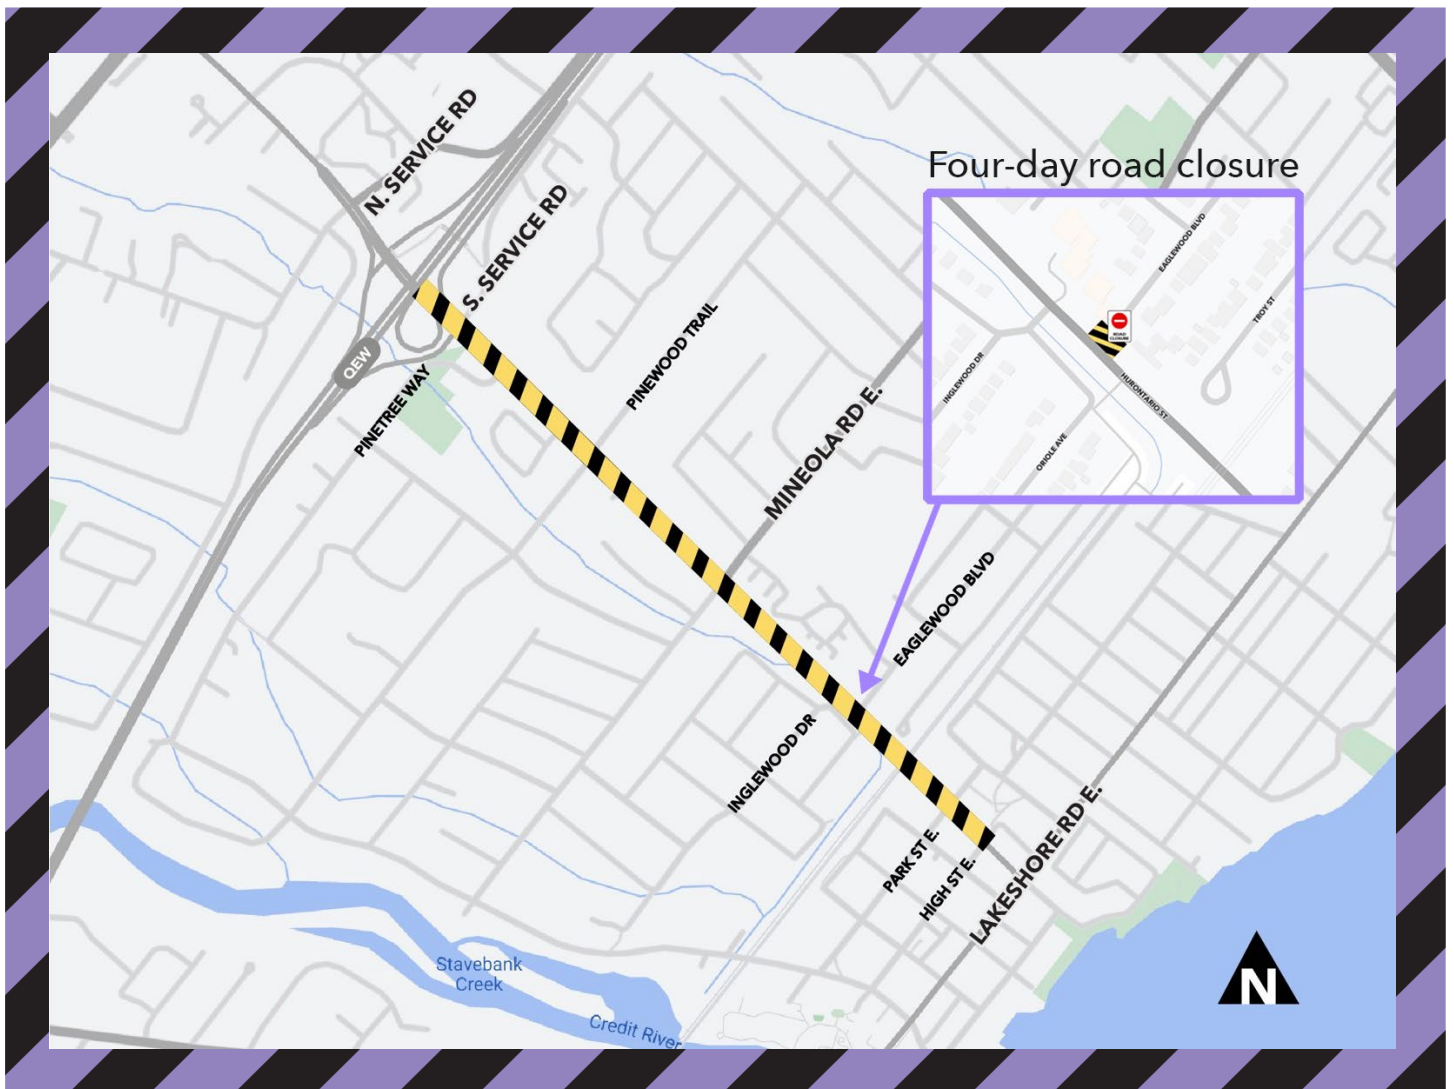 N. SERVICE RD
S. SERVICE RD
QEW
PINETREE WAY
PINEWOOD TRAIL
MINEOLA RD E.
Four-day road closure
EAGLEWOOD BLVD
TROY ST
INGLEWOOD DR
ROAD
CLOSURE
HURONTARIO ST
ORIOLE AVE
EAGLEWOOD BLVD
INGLEWOOD DR
PARK ST E.
HIGH ST E.
LAKESHORE RD E.
Stavebank
Creek
Credit River
N